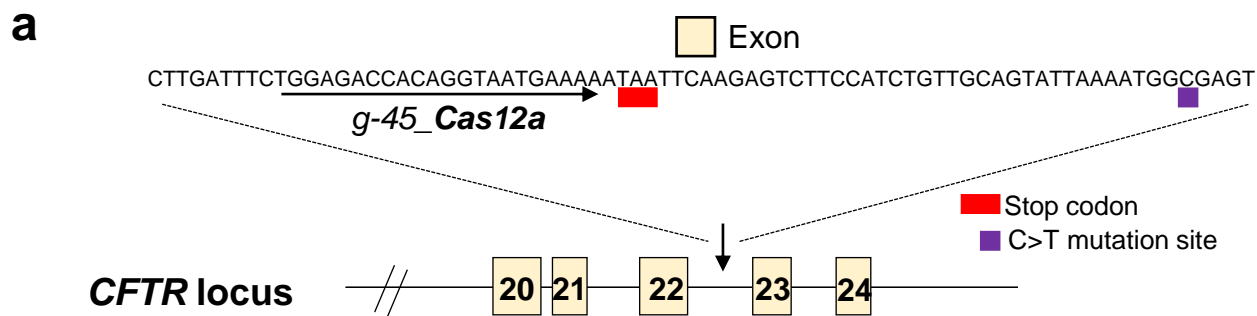 a
Exon
CTTGATTTCTGGAGACCACAGGTAATGAAAAATAATTCAAGAGTCTTCCATCTGTTGCAGTATTAAAATGGCGAGT
g-45_Cas12a
Stop codon
C>T mutation site
CFTR locus
20 21 22 23 24